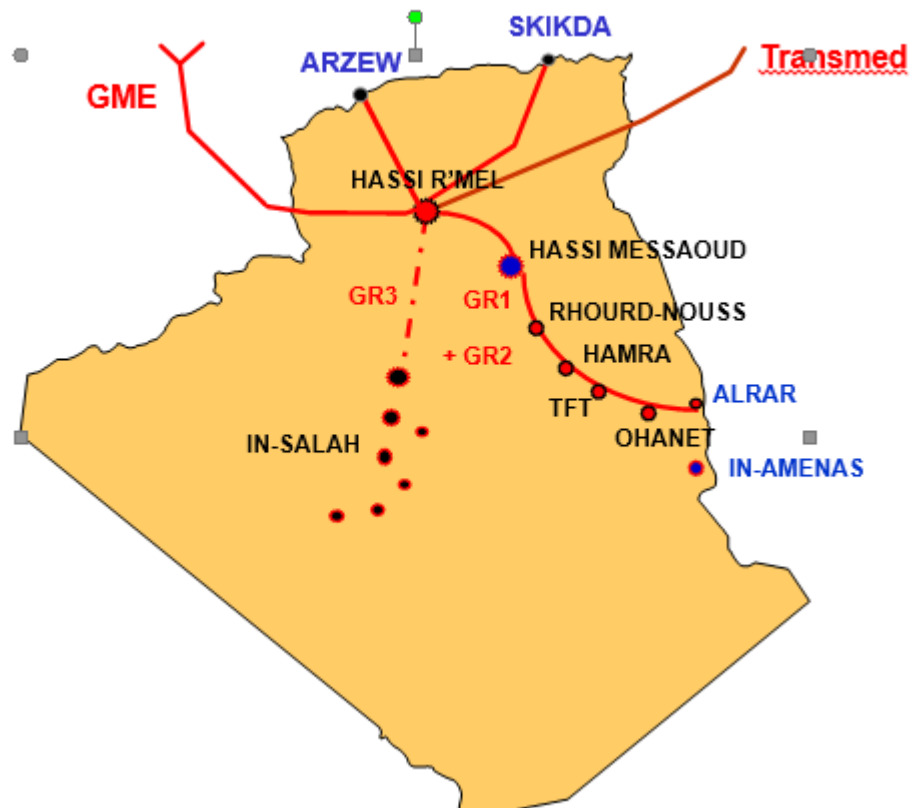 SKIKDA
Transmed
ARZEW
GME
HASSI R'MEL
HASSI MESSAOUD
GR3
GR1
RHOURD-NOUSS
+ GR2
HAMRA
ALRAR
TFT
OHANET
IN-SALAH
IN-AMENAS